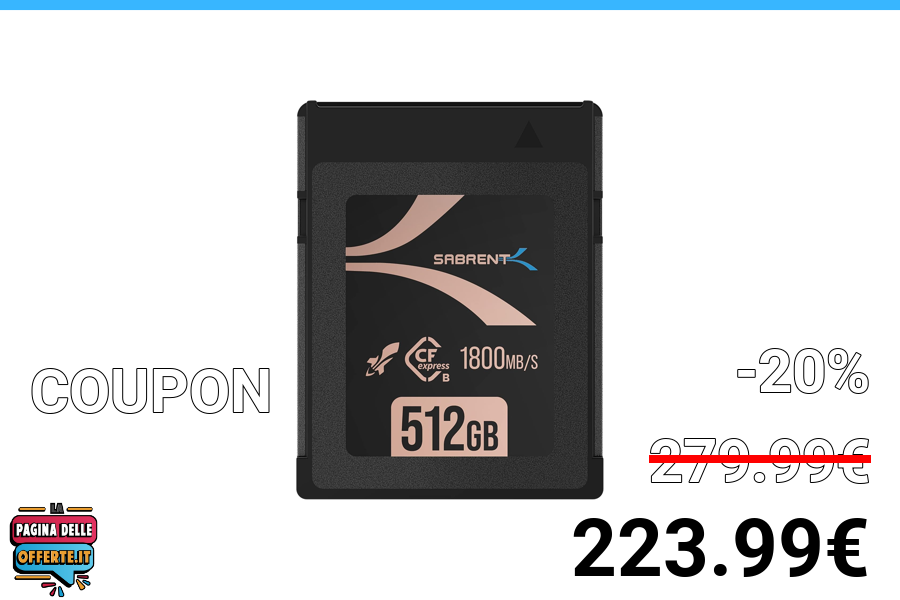 SABRENT
CF
express
B
1800MB/S
512GB
COUPON
-20%
279.99€
223.99€
LA
PAGINA DELLE
OFFERTE.IT